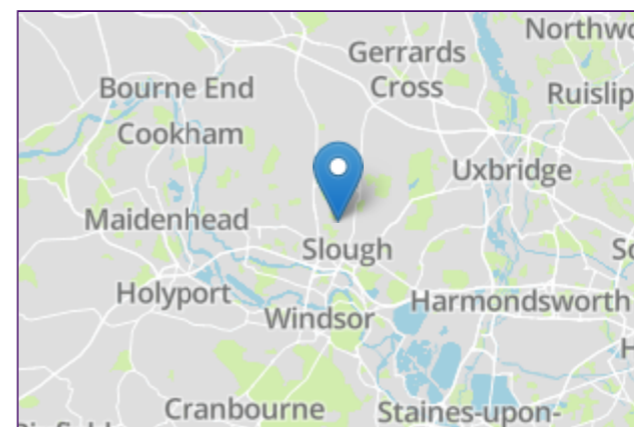 Northwo
Gerrards
Cross
Bourne End
Ruislip
Cookham
Uxbridge
Maidenhead
Slough
Holyport
Harmondsworth
Windsor
Cranbourne
Staines-upon-